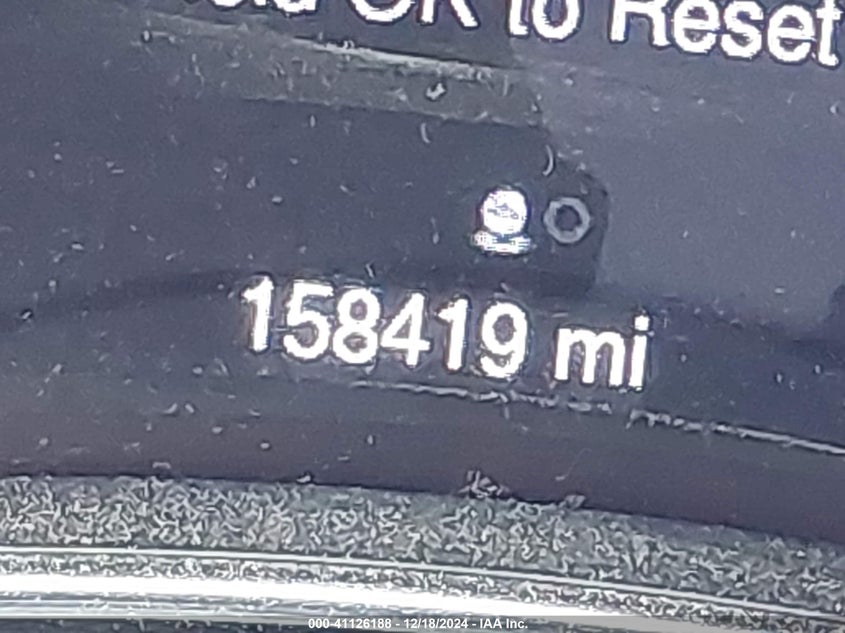 OK to Reset
158419 mi
000-41126188 - 12/18/2024 - IAA Inc.